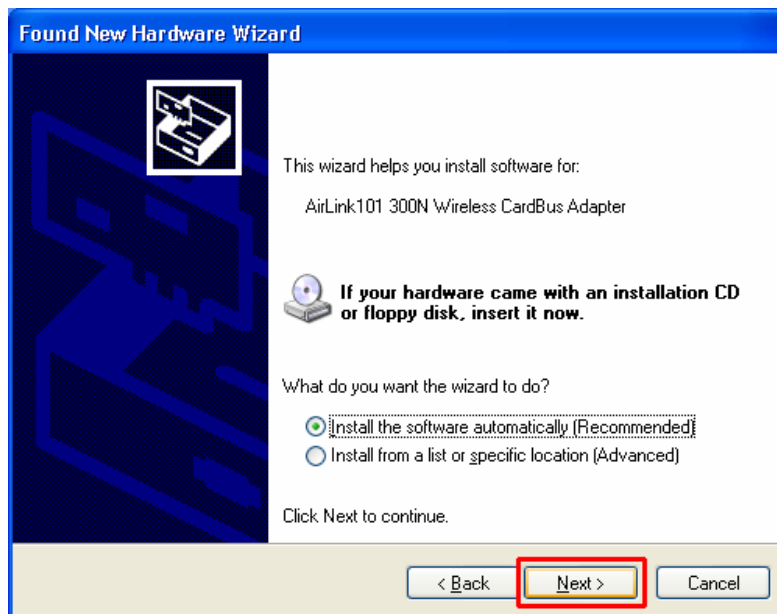 Found New Hardware Wizard
This wizard helps you install software for:
AirLink101 300N Wireless CardBus Adapter
If your hardware came with an installation CD
or floppy disk, insert it now.
What do you want the wizard to do?
Install the software automatically (Recommended)
Install from a list or specific location (Advanced)
Click Next to continue.
< Back Next > Cancel